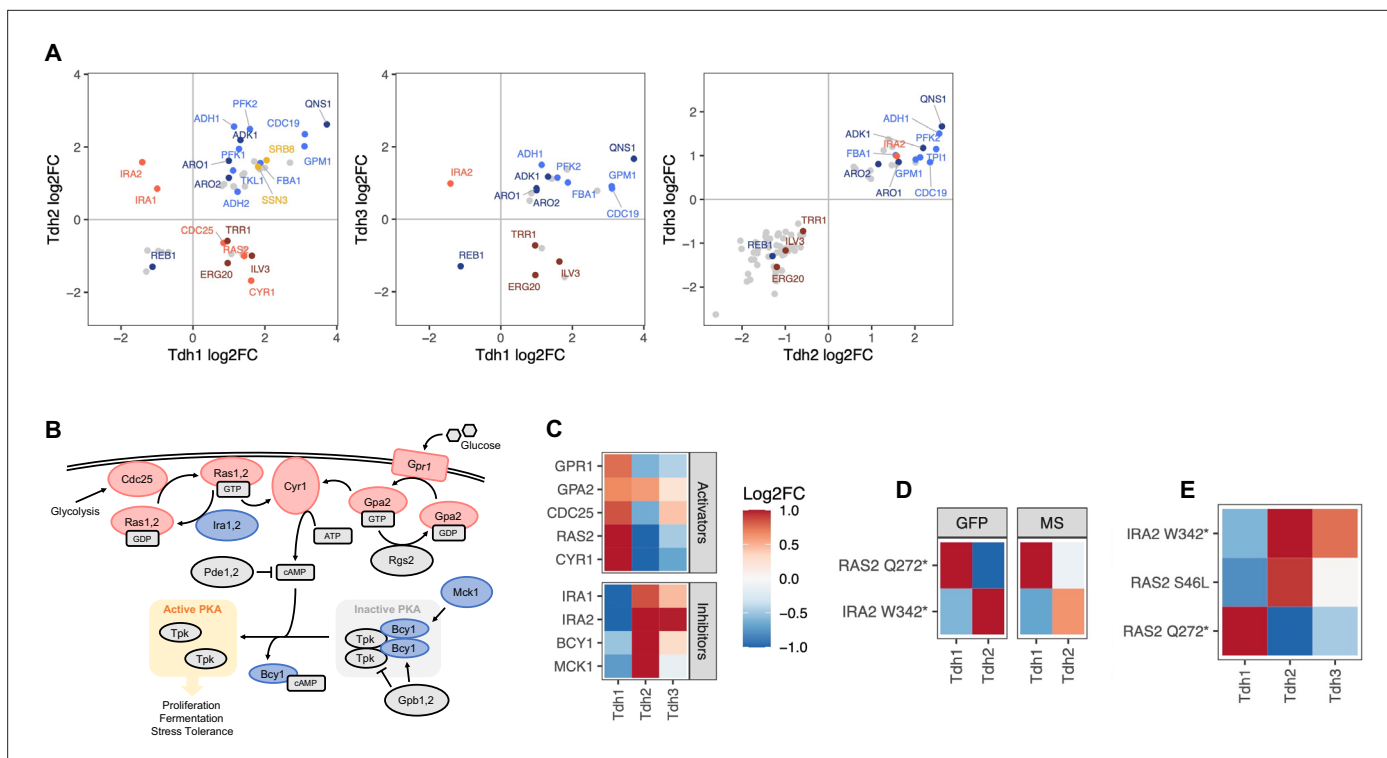 A
4
2
0
−2
Tdh2 log2FC
−2
0
2
4
Tdh1 log2FC
PFK2
ADH1
ADK1
CDC19
QNS1
SRB8
GPM1
ARO1
PFK1
TKL1
FBA1
ARO2
SSN3
ADH2
IRA2
IRA1
CDC25
TRR1
RAS2
REB1
ERG20
ILV3
CYR1
4
2
0
−2
Tdh3 log2FC
−2
0
2
4
Tdh1 log2FC
IRA2
ADH1
PFK2
QNS1
ADK1
GPM1
ARO1
FBA1
ARO2
CDC19
TRR1
REB1
ILV3
ERG20
2
1
0
−1
−2
Tdh3 log2FC
−2
−1
0
1
2
Tdh2 log2FC
QNS1
ADH1
ADK1
IRA2
PFK2
FBA1
TPI1
ARO2
GPM1
ARO1
CDC19
TRR1
REB1
ILV3
ERG20
B
Glucose
Gpr1
Cdc25
Ras1,2
GTP
Cyr1
Gpa2
GTP
Gpa2
GDP
Glycolysis
Ras1,2
GDP
Ira1,2
ATP
Rgs2
Pde1,2
cAMP
Mck1
Active PKA
Inactive PKA
Tpk
Tpk
Tpk
Bcy1
Bcy1
Tpk
Bcy1
cAMP
Gpb1,2
Proliferation
Fermentation
Stress Tolerance
C
GPR1
GPA2
CDC25
RAS2
CYR1
Activators
IRA1
IRA2
BCY1
MCK1
Inhibitors
Tdh1
Tdh2
Tdh3
Log2FC
1.0
0.5
0.0
−0.5
−1.0
D
GFP
MS
RAS2 Q272*
IRA2 W342*
Tdh1
Tdh2
Tdh1
Tdh2
E
IRA2 W342*
RAS2 S46L
RAS2 Q272*
Tdh1
Tdh2
Tdh3